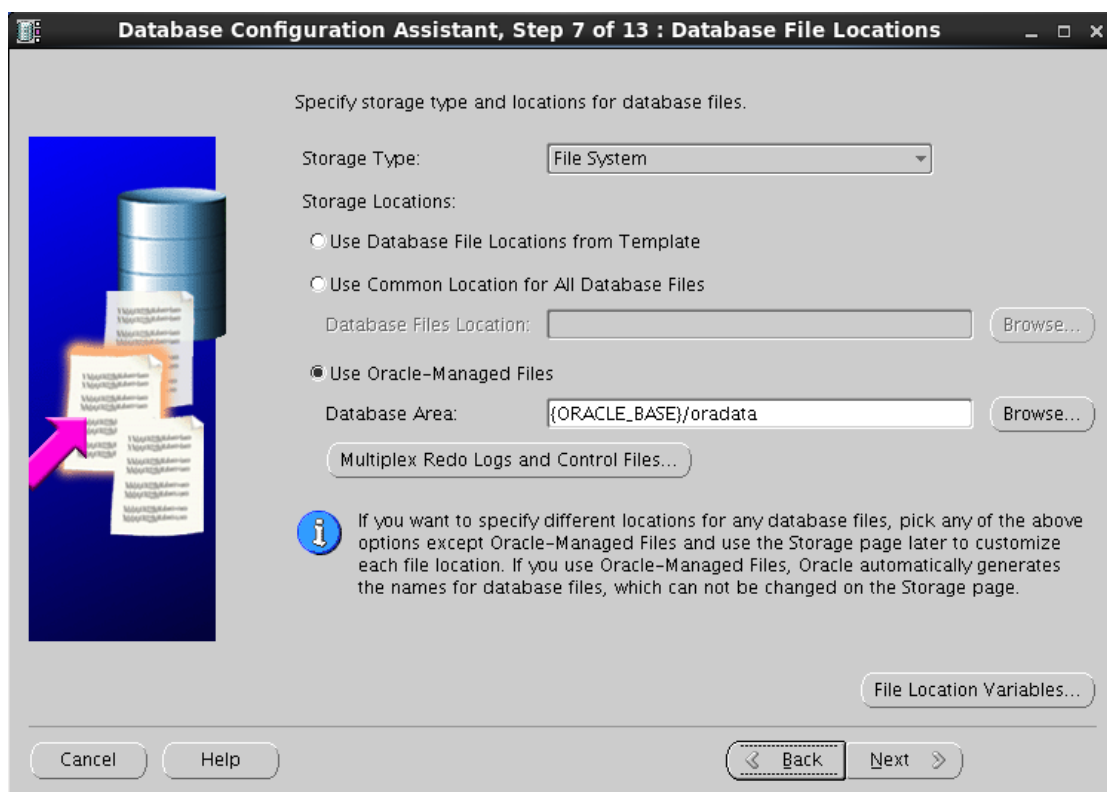 Database Configuration Assistant, Step 7 of 13 : Database File Locations
Specify storage type and locations for database files.
Storage Type: File System
Storage Locations:
Use Database File Locations from Template
Use Common Location for All Database Files
Database Files Location: Browse...
Use Oracle-Managed Files
Database Area: {ORACLE_BASE}/oradata Browse...
Multiplex Redo Logs and Control Files...
If you want to specify different locations for any database files, pick any of the above
options except Oracle-Managed Files and use the Storage page later to customize
each file location. If you use Oracle-Managed Files, Oracle automatically generates
the names for database files, which can not be changed on the Storage page.
File Location Variables...
Cancel Help Back Next